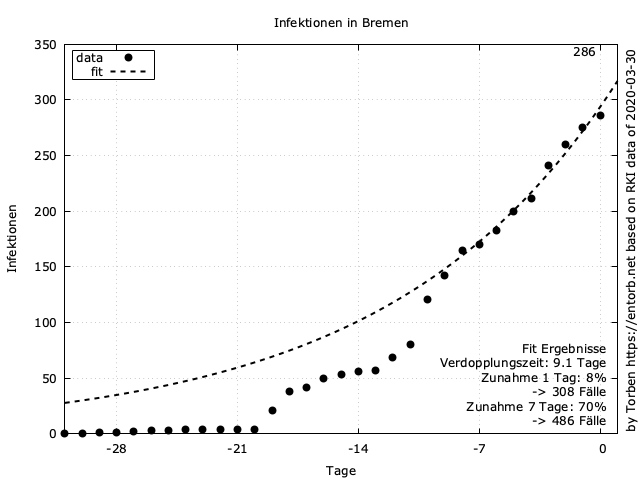 Infektionen in Bremen
350
300
250
200
150
100
50
0
Infektionen
data
fit
286
Fit Ergebnisse
Verdopplungszeit: 9.1 Tage
Zunahme 1 Tag: 8%
-> 308 Fälle
Zunahme 7 Tage: 70%
-> 486 Fälle
-28
-21
-14
-7
0
Tage
by Torben https://entorb.net based on RKI data of 2020-03-30